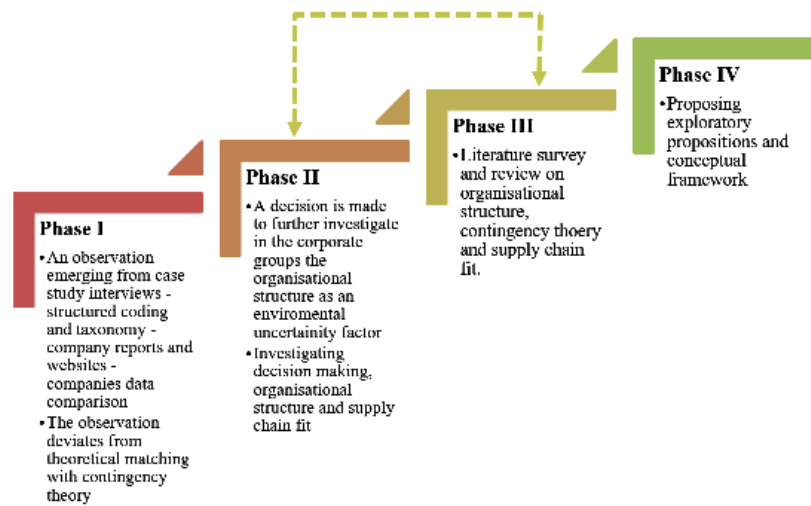 Phase I
•An observation
emerging from case
study interviews -
structured coding
and taxonomy -
company reports and
websites -
companies data
comparison
•The observation
deviates from
theoretical matching
with contingency
theory
Phase II
•A decision is made
to further investigate
in the corporate
groups the
organisational
structure as an
enviromental
uncertainity factor
•Investigating
decision making,
organisational
structure and supply
chain fit
Phase III
•Literature survey
and review on
organisational
structure,
contingency thoery
and supply chain
fit.
Phase IV
•Proposing
exploratory
propositions and
conceptual
framework